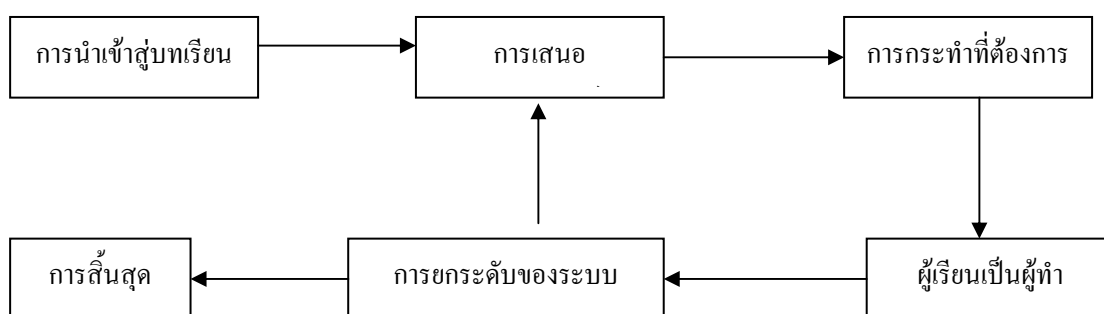 การนำเข้าสู่บทเรียน
การเสนอ
การกระทำที่ต้องการ
ผู้เรียนเป็นผู้ทำ
การยกระดับของระบบ
การสิ้นสุด